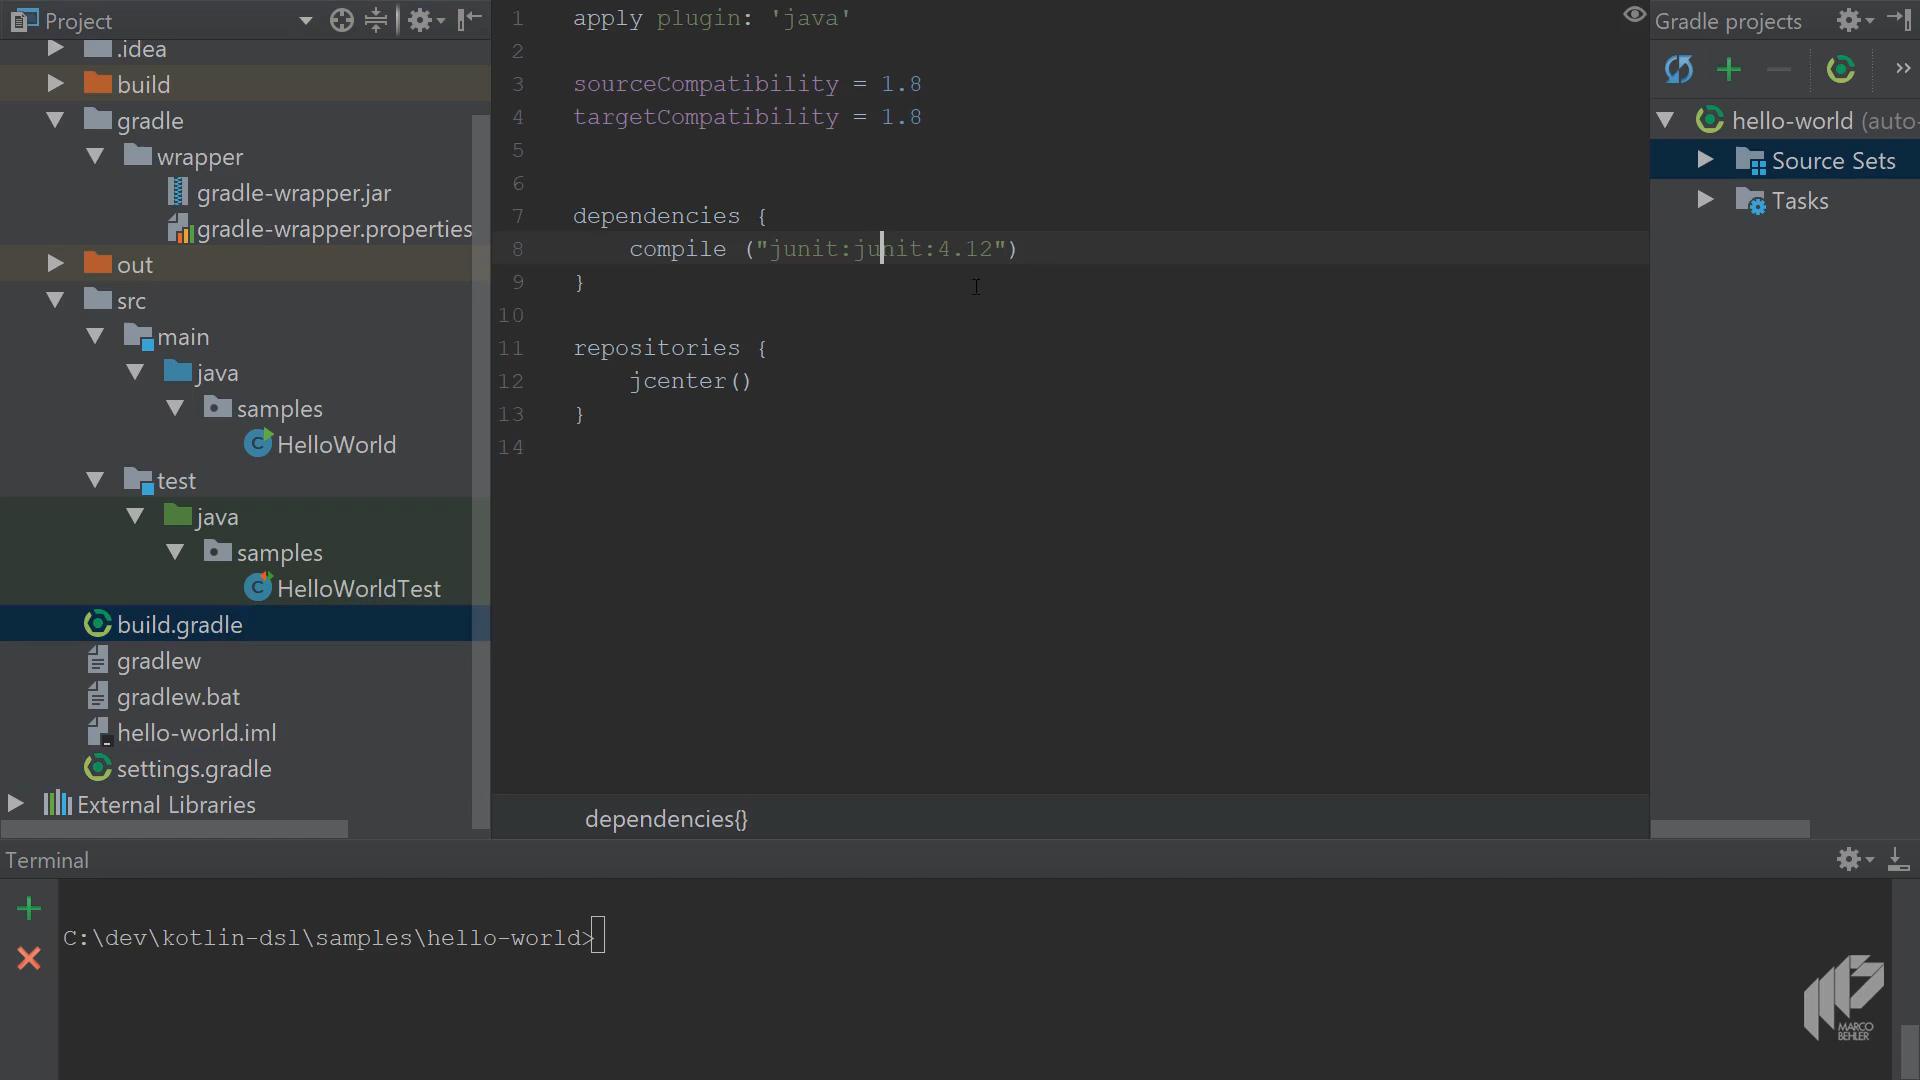 Project
.idea
build
gradle
wrapper
gradle-wrapper.jar
gradle-wrapper.properties
out
src
main
java
samples
HelloWorld
test
java
samples
HelloWorldTest
build.gradle
gradlew
gradlew.bat
hello-world.iml
settings.gradle
External Libraries
1 apply plugin: 'java'
2
3 sourceCompatibility = 1.8
4 targetCompatibility = 1.8
5
6
7 dependencies {
8 compile ("junit:junit:4.12")
9 }
10
11 repositories {
12 jcenter()
13 }
14
dependencies{}
Gradle projects
hello-world (auto-
Source Sets
Tasks
Terminal
C:\dev\kotlin-dsl\samples\hello-world>
MARCO
BEHLER